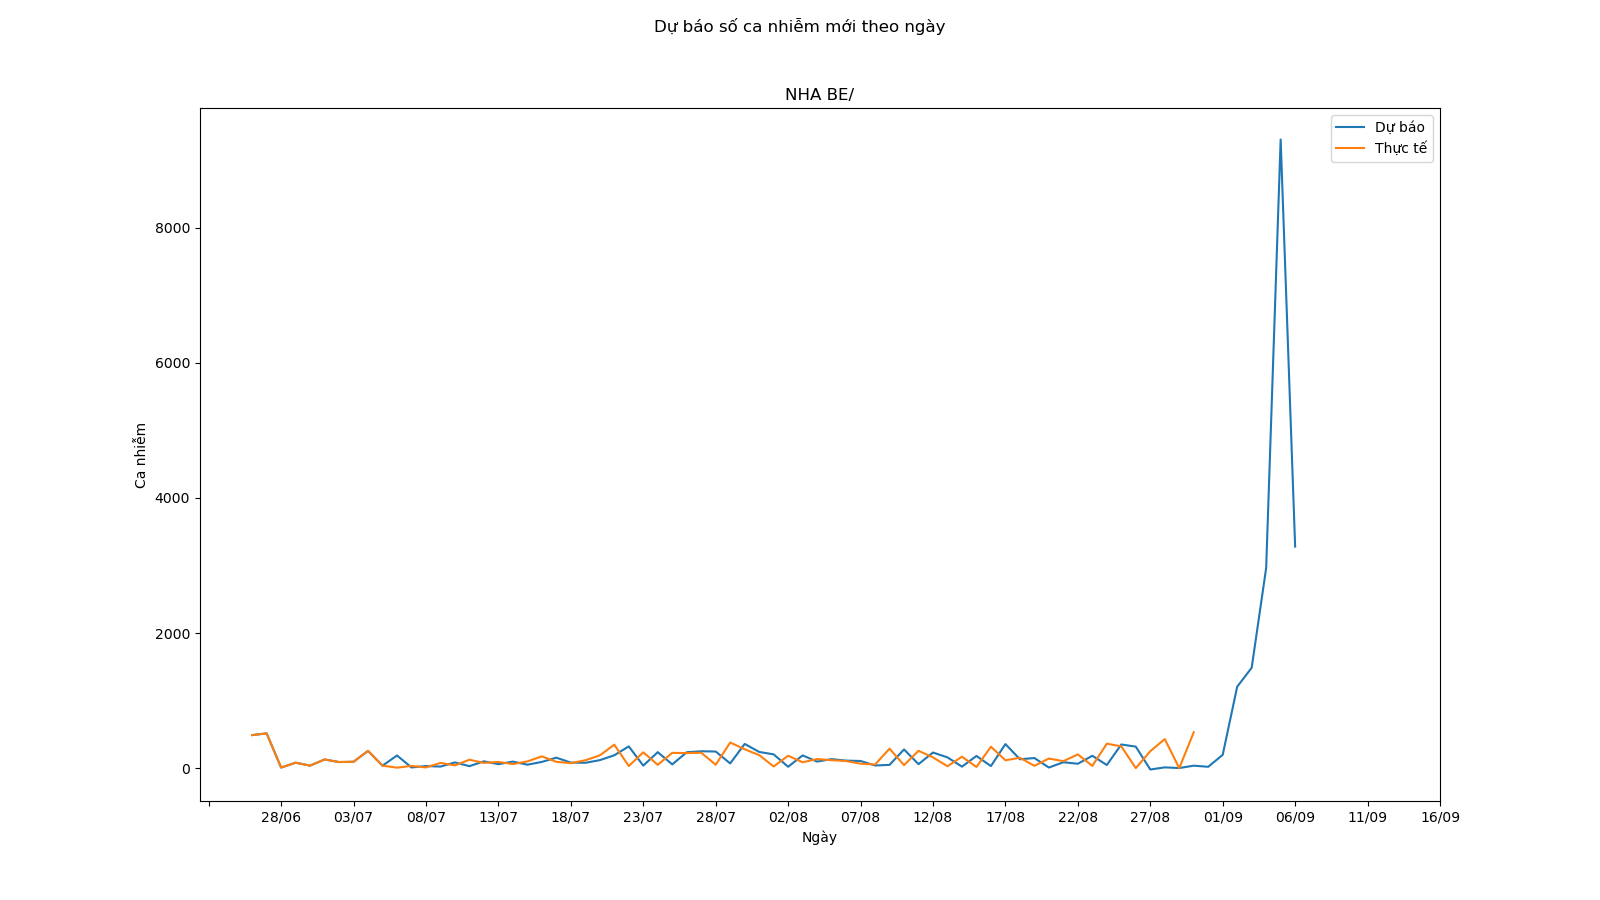 Dự báo số ca nhiễm mới theo ngày
NHA BE/
Dự báo
Thực tế
8000
6000
4000
2000
0
Ca nhiễm
28/06 03/07 08/07 13/07 18/07 23/07 28/07 02/08 07/08 12/08 17/08 22/08 27/08 01/09 06/09 11/09 16/09
Ngày